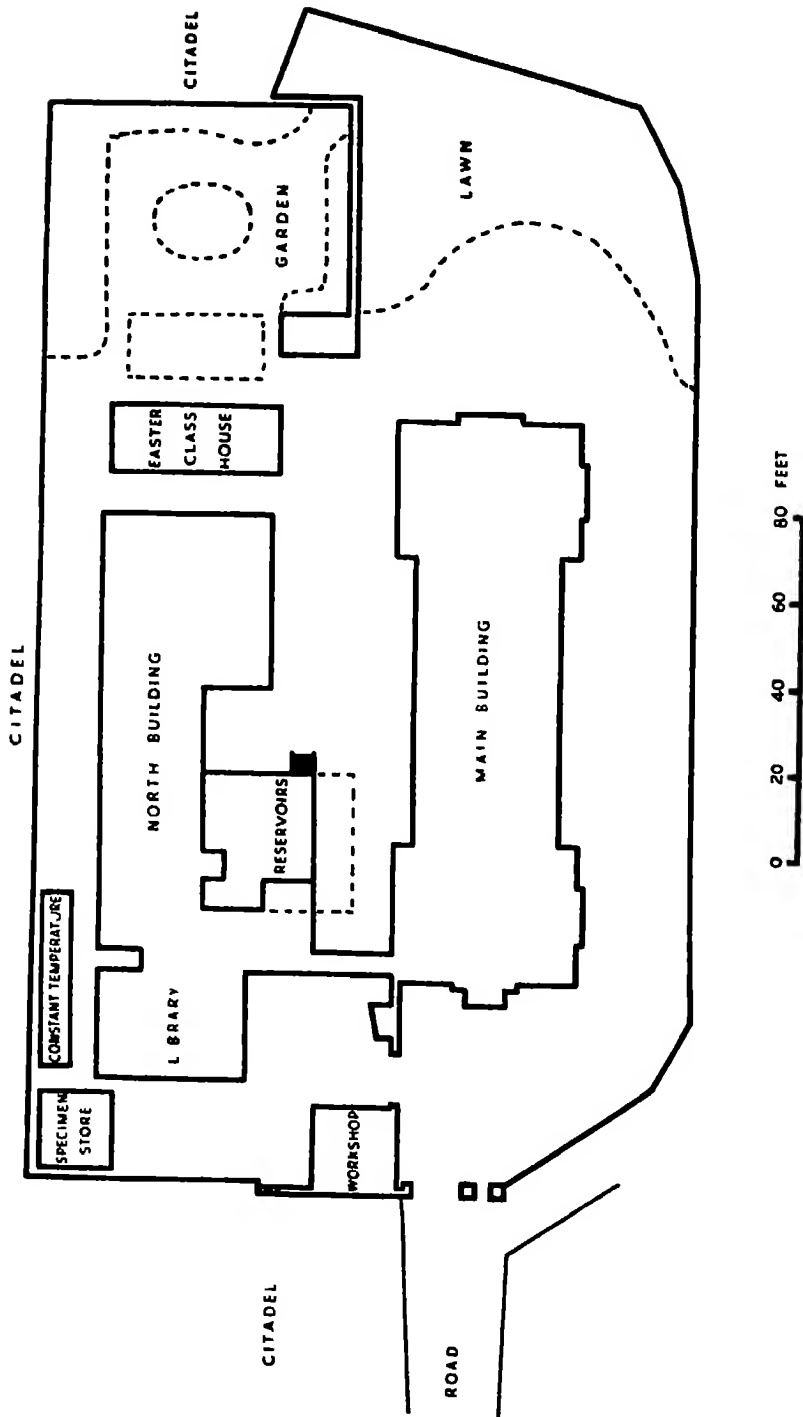 CITADEL
CITADEL
CITADEL
CONSTANT TEMPERATURE
SPECIMEN
STORE
L BRARY
NORTH BUILDING
RESERVOIRS
EASTER
CLASS
HOUSE
GARDEN
LAWN
WORKSHOP
MAIN BUILDING
ROAD
0 20 40 60 80 FEET